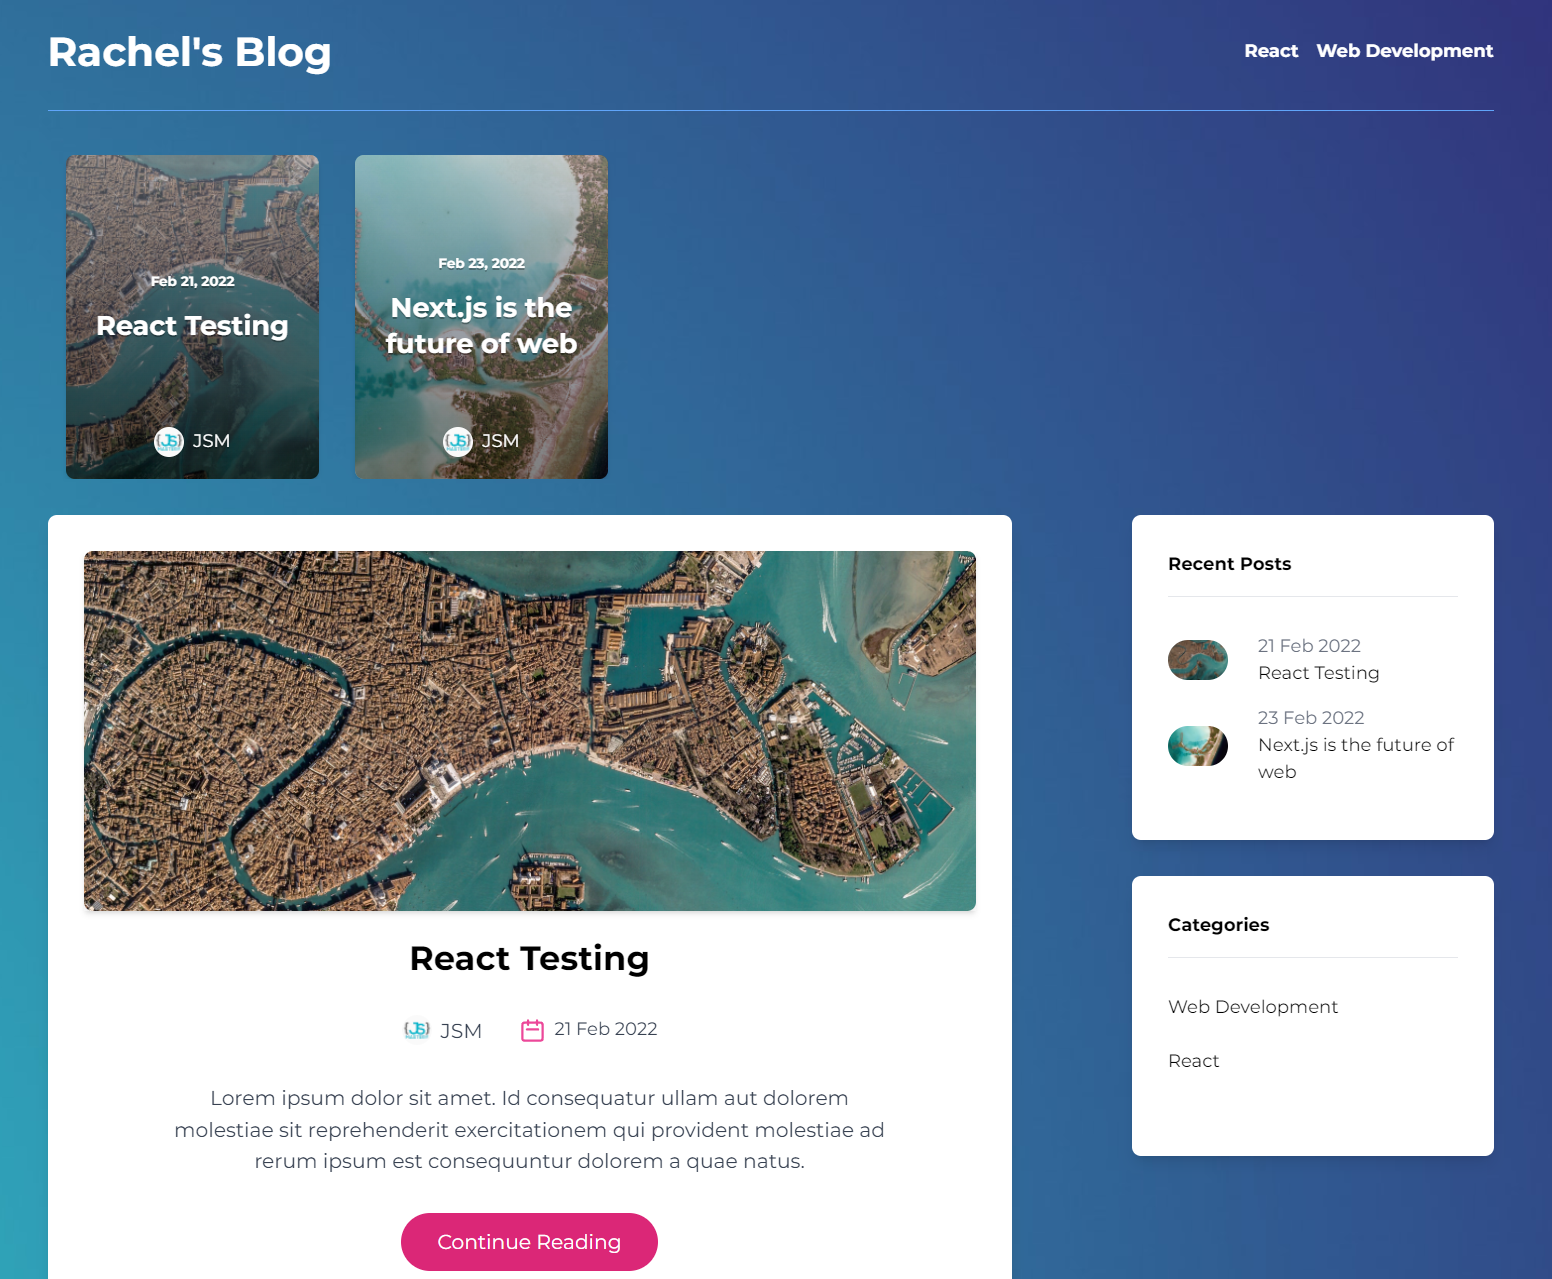 Rachel's Blog
React Web Development
Feb 21, 2022
React Testing
JSM
Feb 23, 2022
Next.js is the
future of web
JSM
React Testing
JSM 21 Feb 2022
Lorem ipsum dolor sit amet. Id consequatur ullam aut dolorem
molestiae sit reprehenderit exercitationem qui provident molestiae ad
rerum ipsum est consequuntur dolorem a quae natus.
Continue Reading
Recent Posts
21 Feb 2022
React Testing
23 Feb 2022
Next.js is the future of
web
Categories
Web Development
React